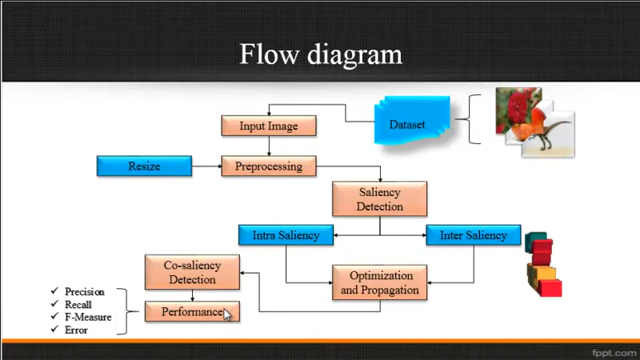 Flow diagram
Input Image
Dataset
Resize
Preprocessing
Saliency
Detection
Intra Saliency
Inter Saliency
Co-saliency
Detection
Optimization
and Propagation
Performance
✓ Precision
✓ Recall
✓ F-Measure
✓ Error
fppt.com